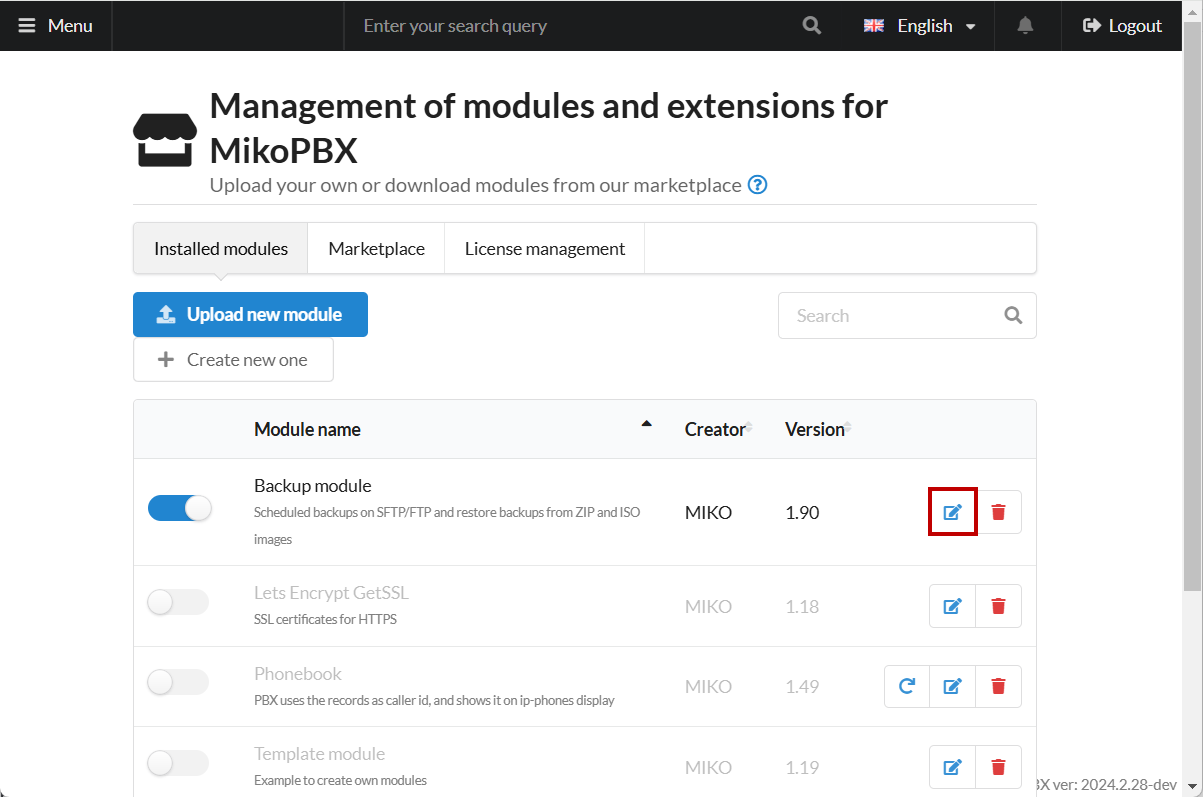 Menu
Enter your search query
English
Logout
Management of modules and extensions for
MikoPBX
Upload your own or download modules from our marketplace
Installed modules
Marketplace
License management
Upload new module
Search
Create new one
Module name
Creator
Version
Backup module
Scheduled backups on SFTP/FTP and restore backups from ZIP and ISO
images
MIKO
1.90
Lets Encrypt GetSSL
SSL certificates for HTTPS
MIKO
1.18
Phonebook
PBX uses the records as caller id, and shows it on ip-phones display
MIKO
1.49
Template module
Example to create own modules
MIKO
1.19
BX ver: 2024.2.28-dev